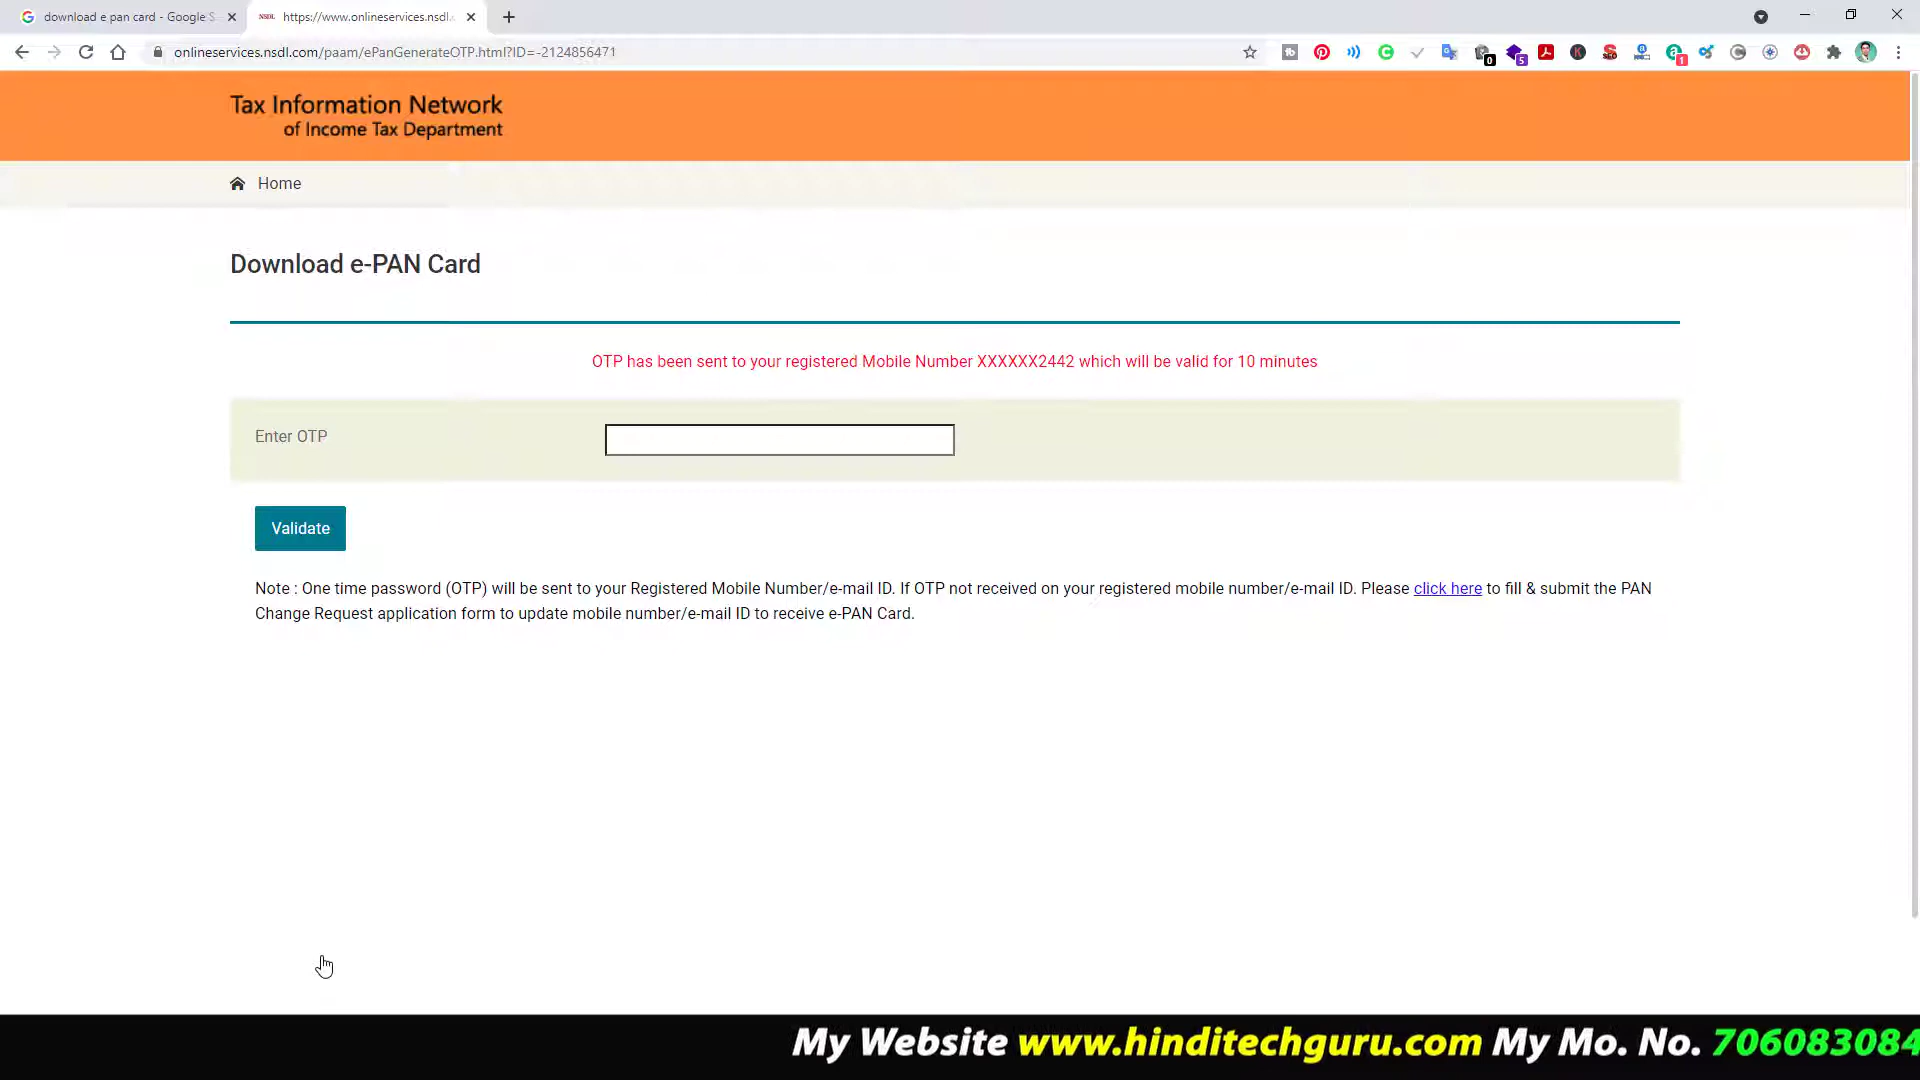 download e pan card - Google S
https://www.onlineservices.nsdl.
onlineservices.nsdl.com/paam/ePanGenerateOTP.html?ID=-2124856471
Tax Information Network
of Income Tax Department
Home
Download e-PAN Card
OTP has been sent to your registered Mobile Number XXXXXX2442 which will be valid for 10 minutes
Enter OTP
Validate
Note : One time password (OTP) will be sent to your Registered Mobile Number/e-mail ID. If OTP not received on your registered mobile number/e-mail ID. Please click here to fill & submit the PAN
Change Request application form to update mobile number/e-mail ID to receive e-PAN Card.
My Website www.hinditechguru.com My Mo. No. 706083084